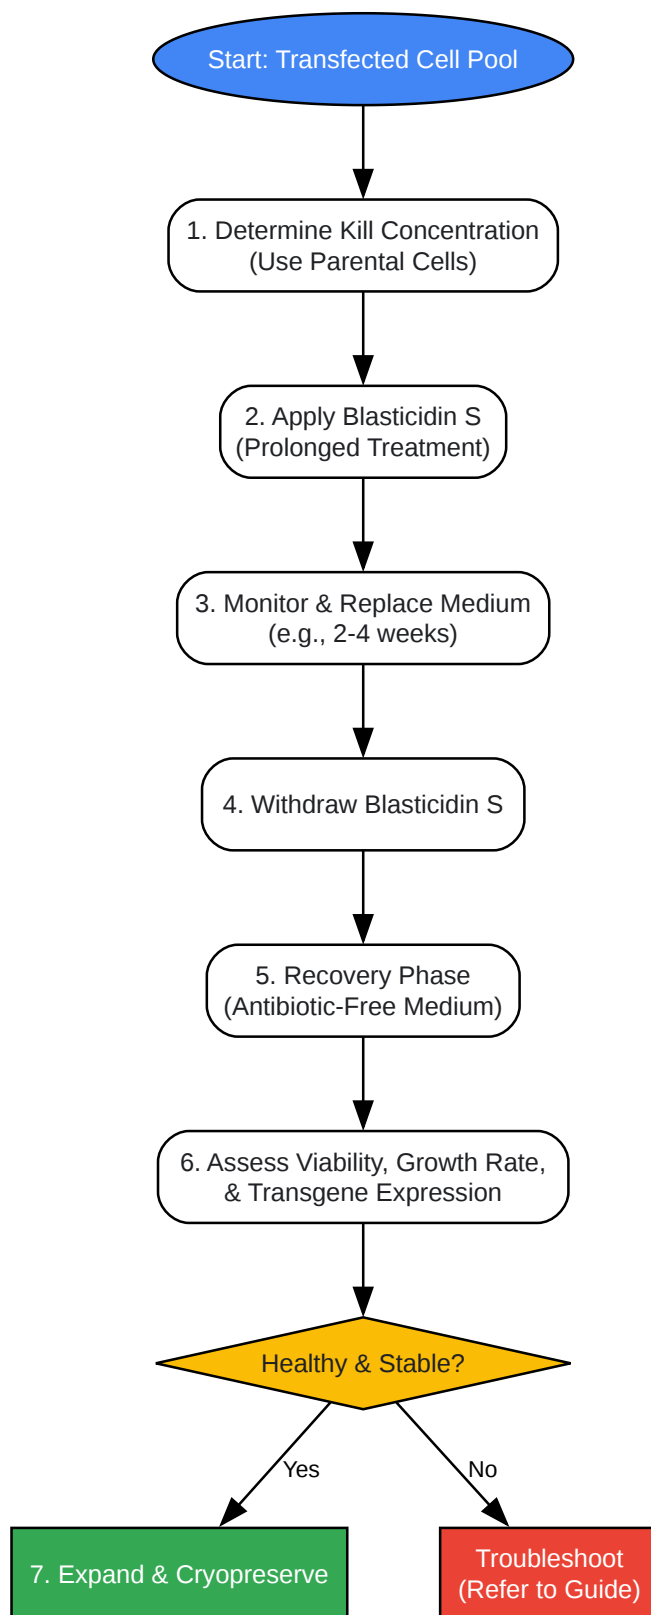 Start: Transfected Cell Pool
1. Determine Kill Concentration
(Use Parental Cells)
2. Apply Blasticidin S
(Prolonged Treatment)
3. Monitor & Replace Medium
(e.g., 2-4 weeks)
4. Withdraw Blasticidin S
5. Recovery Phase
(Antibiotic-Free Medium)
6. Assess Viability, Growth Rate,
& Transgene Expression
Healthy & Stable?
Yes
No
7. Expand & Cryopreserve
Troubleshoot
(Refer to Guide)